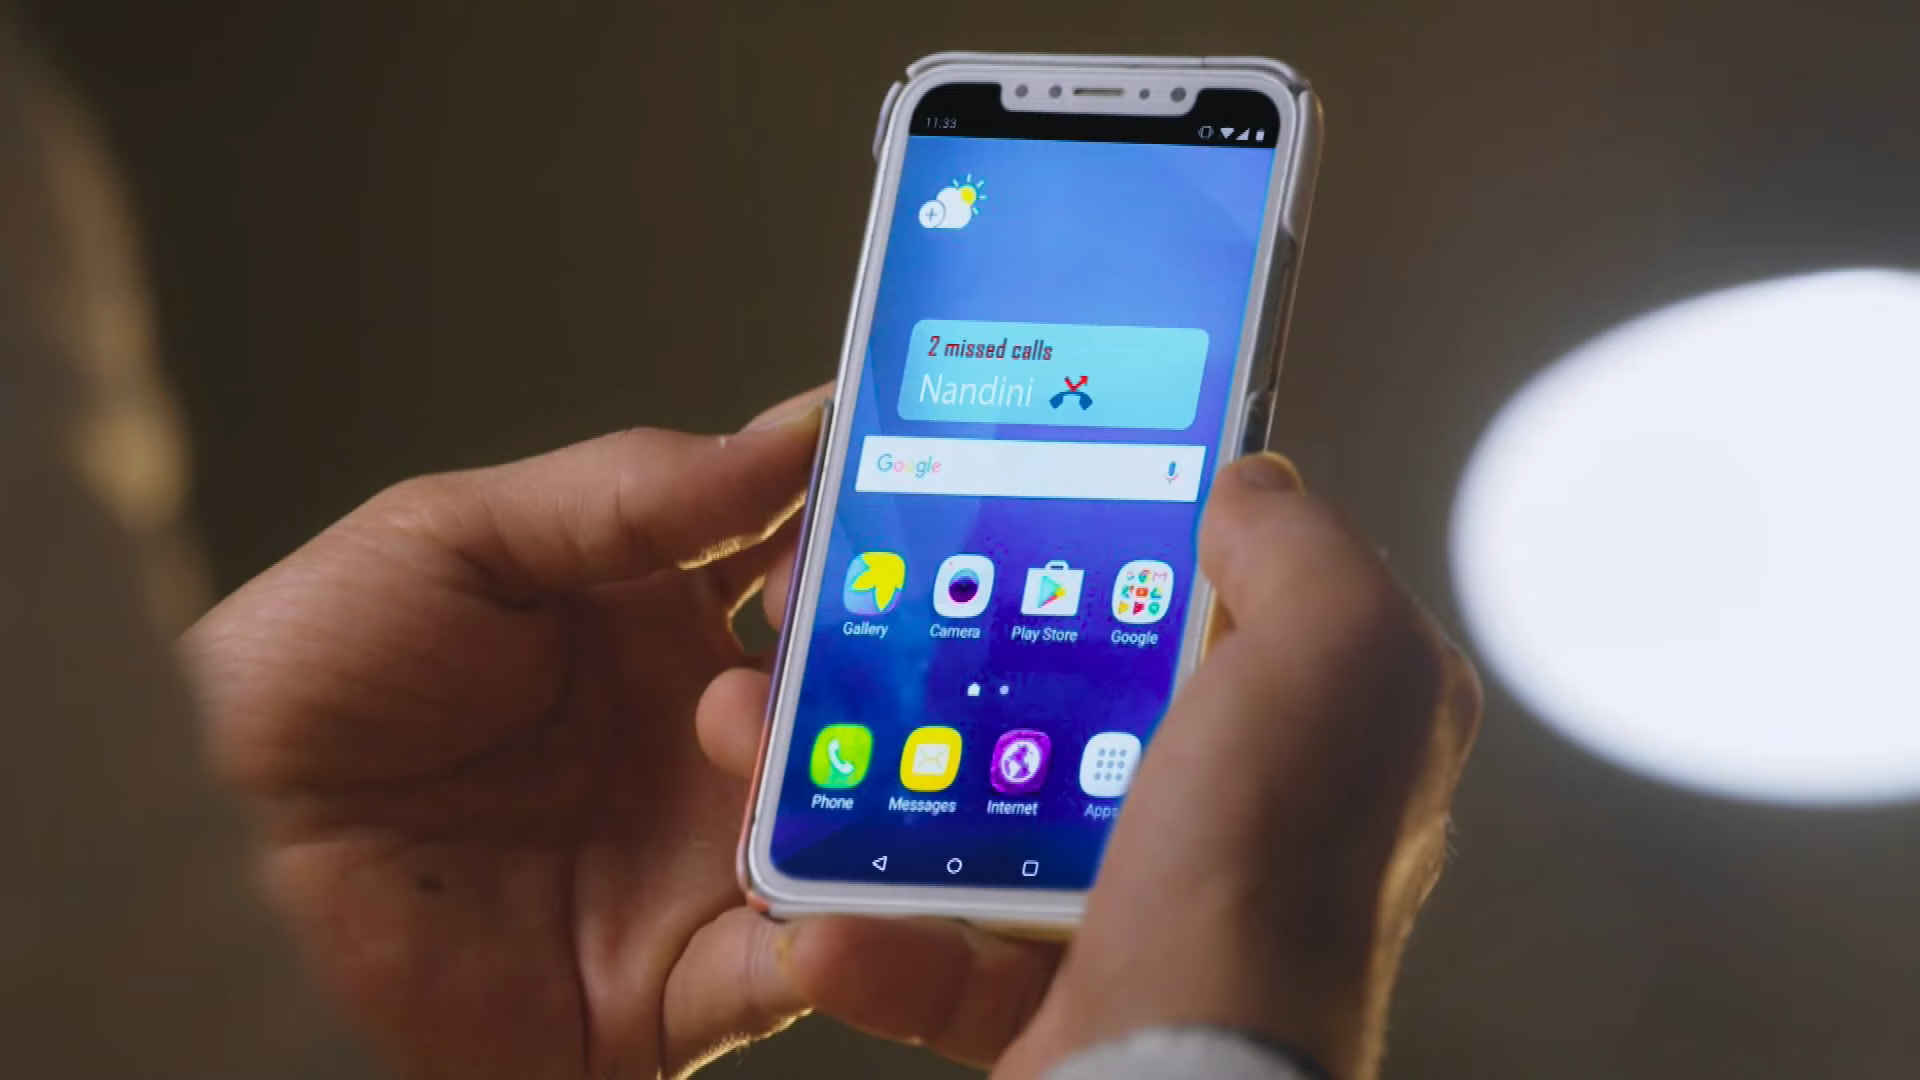 11:33
2 missed calls
Nandini
Google
Gallery Camera Play Store Google
Phone Messages Internet Apps